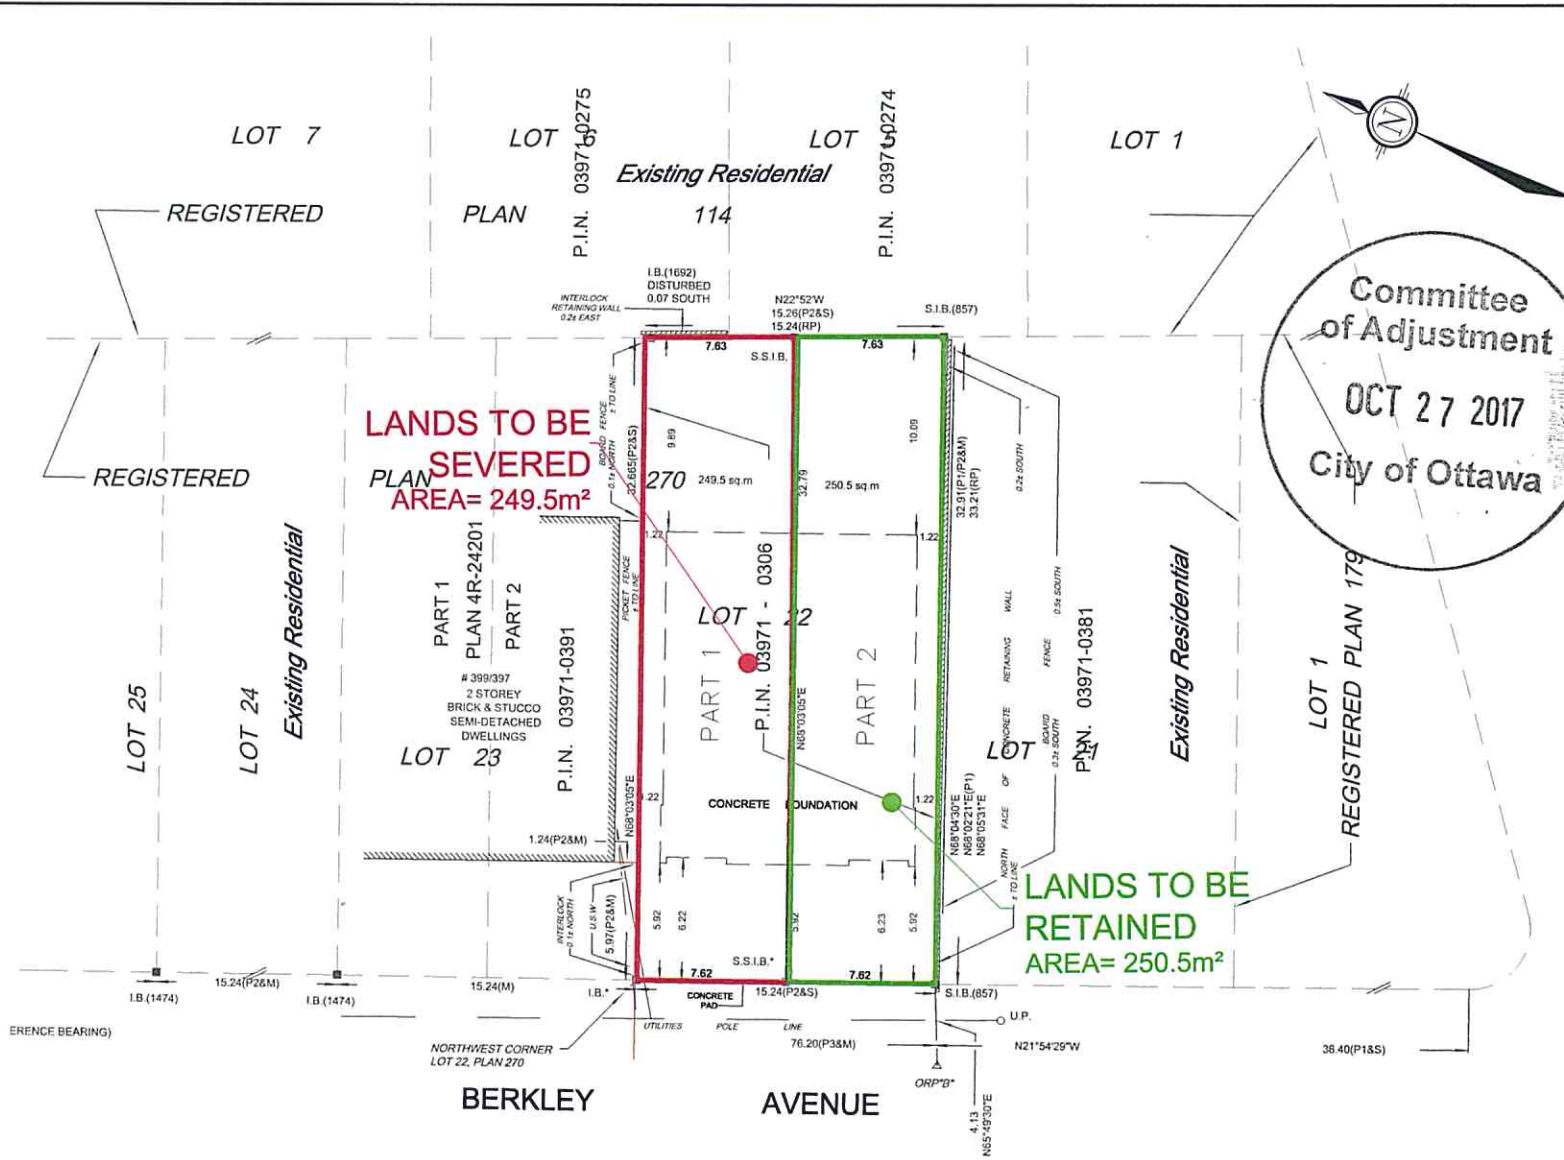 LOT 7
LOT 6
LOT 5
LOT 1
P.I.N. 03971-0275
P.I.N. 03971-0274
Existing Residential
REGISTERED
PLAN
114
N
I.B.(1692)
DISTURBED
0.07 SOUTH
INTERLOCK
RETAINING WALL
0.2± EAST
N22°52'W
15.26(P2&S)
15.24(RP)
S.I.B.(857)
Committee
of Adjustment
OCT 27 2017
City of Ottawa
7.63
S.S.I.B.
7.63
BOARD FENCE
0.1± NORTH
± TO LINE
32.665(P2&S)
9.89
10.09
LANDS TO BE
SEVERED
AREA= 249.5m²
REGISTERED
PLAN
270
249.5 sq.m
32.79
250.5 sq.m
32.91(P1/P2&M)
33.21(RP)
0.2± SOUTH
0.5± SOUTH
1.22
1.22
PICKET FENCE
± TO LINE
Existing Residential
PART 1
PLAN 4R-24201
PART 2
P.I.N. 03971-0391
# 399/397
2 STOREY
BRICK & STUCCO
SEMI-DETACHED
DWELLINGS
LOT 25
LOT 24
LOT 23
LOT 22
PART 1
P.I.N. 03971 - 0306
PART 2
N68°03'05"E
N68°03'05"E
NORTH FACE OF CONCRETE RETAINING WALL
± TO LINE
BOARD FENCE
0.3± SOUTH
P.I.N. 03971-0381
LOT 21
Existing Residential
LOT 1
REGISTERED PLAN 179
1.22
CONCRETE FOUNDATION
1.22
N68°04'30"E
N68°02'21"E(P1)
N68°05'31"E
1.24(P2&M)
INTERLOCK
0.1± NORTH
U.S.W
5.97(P2&M)
5.92
6.22
5.92
6.23
5.92
LANDS TO BE
RETAINED
AREA= 250.5m²
S.S.I.B.*
7.62
7.62
I.B.(1474)
15.24(P2&M)
I.B.(1474)
15.24(M)
I.B.*
CONCRETE
PAD
15.24(P2&S)
S.I.B.(857)
UTILITIES POLE LINE
U.P.
ERENCE BEARING)
NORTHWEST CORNER
LOT 22, PLAN 270
76.20(P3&M)
N21°54'29"W
38.40(P1&S)
ORP"B"
4.13
N65°49'30"E
BERKLEY AVENUE